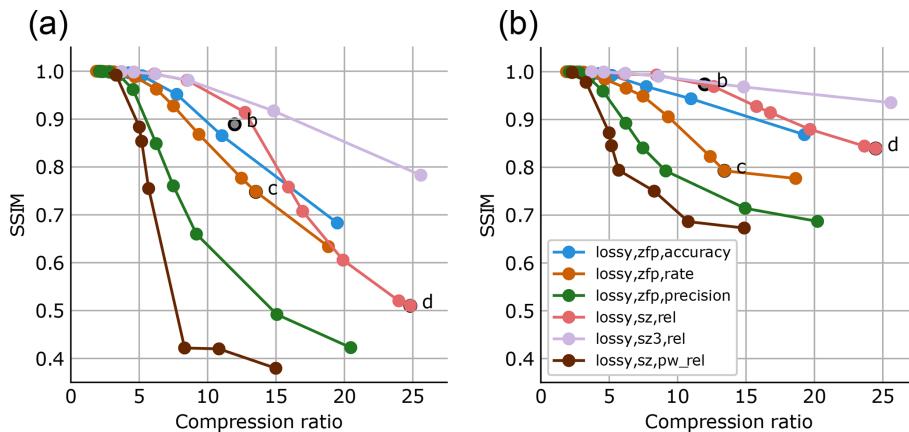 (a)
1.0
0.9
0.8
0.7
0.6
0.5
0.4
SSIM
b
c
d
0 5 10 15 20 25
Compression ratio
(b)
1.0
0.9
0.8
0.7
0.6
0.5
0.4
SSIM
b
c
d
lossy,zfp,accuracy
lossy,zfp,rate
lossy,zfp,precision
lossy,sz,rel
lossy,sz3,rel
lossy,sz,pw_rel
0 5 10 15 20 25
Compression ratio